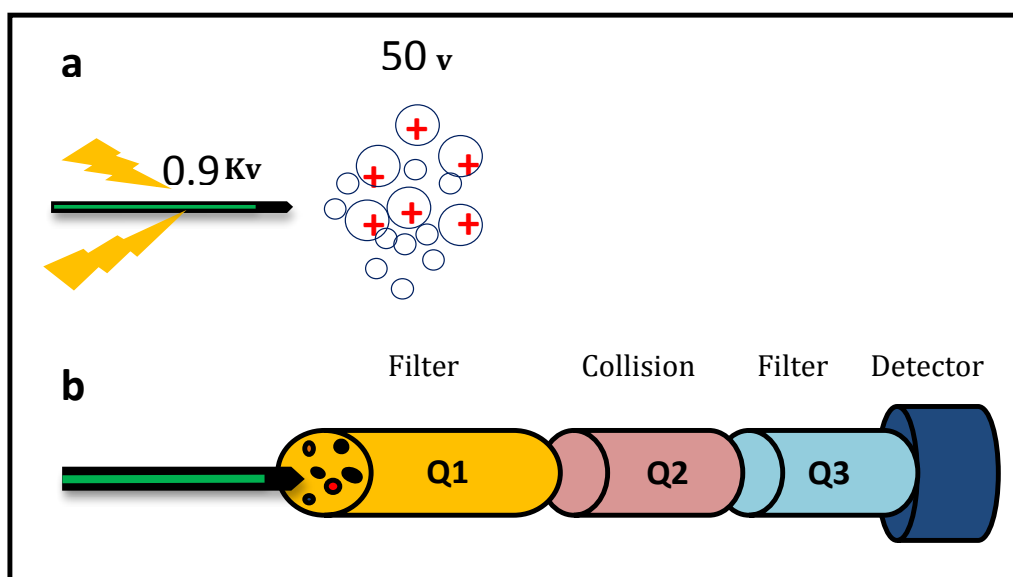 a
50 v
0.9 Kv
+ + + + + +
Filter Collision Filter Detector
b
Q1 Q2 Q3